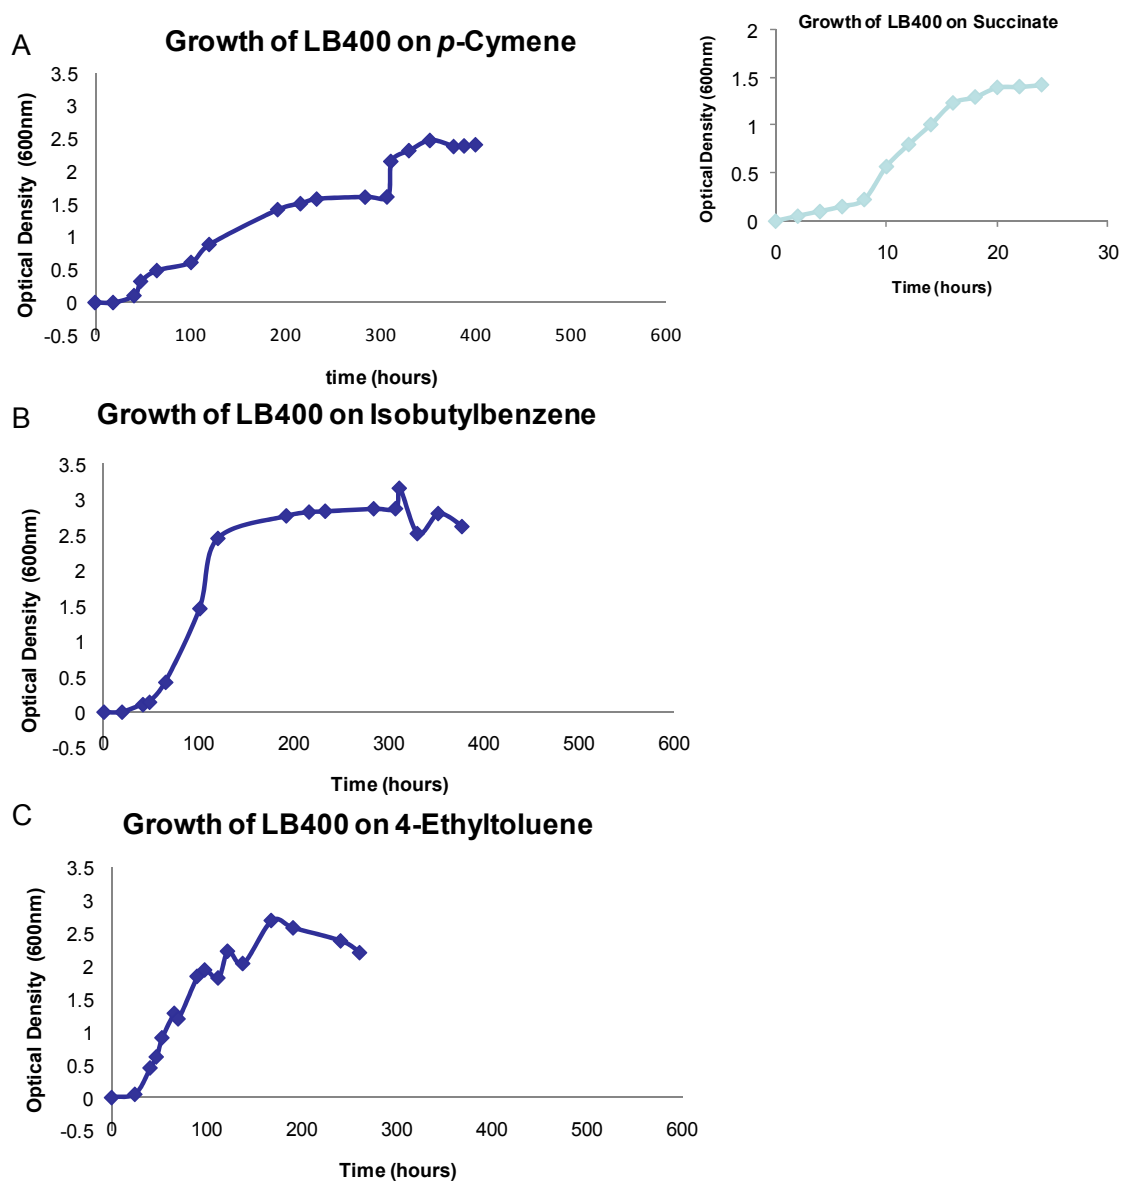 A
Growth of LB400 on p-Cymene
3.5
3
2.5
2
1.5
1
0.5
0
-0.5
Optical Density (600nm)
0 100 200 300 400 500 600
time (hours)
Growth of LB400 on Succinate
2
1.5
1
0.5
0
Optical Density (600nm)
0 10 20 30
Time (hours)
B
Growth of LB400 on Isobutylbenzene
3.5
3
2.5
2
1.5
1
0.5
0
-0.5
Optical Density (600nm)
0 100 200 300 400 500 600
Time (hours)
C
Growth of LB400 on 4-Ethyltoluene
3.5
3
2.5
2
1.5
1
0.5
0
-0.5
Optical Density (600nm)
0 100 200 300 400 500 600
Time (hours)